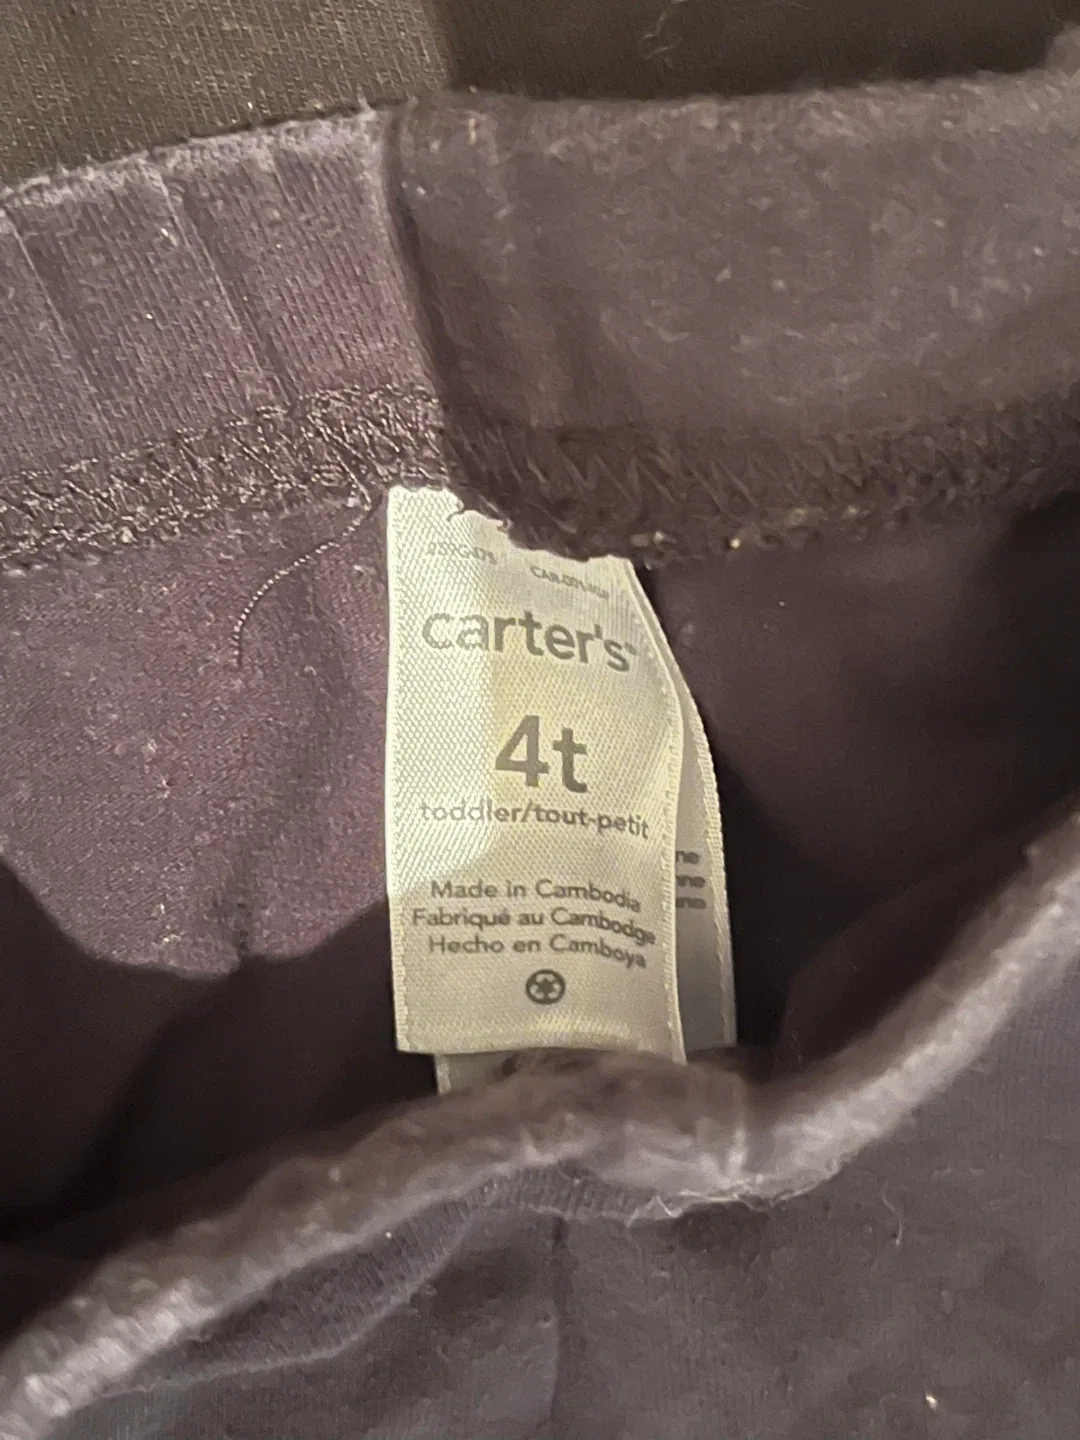 carter's
4t
toddler/tout-petit
Made in Cambodia
Fabriqué au Cambodge
Hecho en Camboya